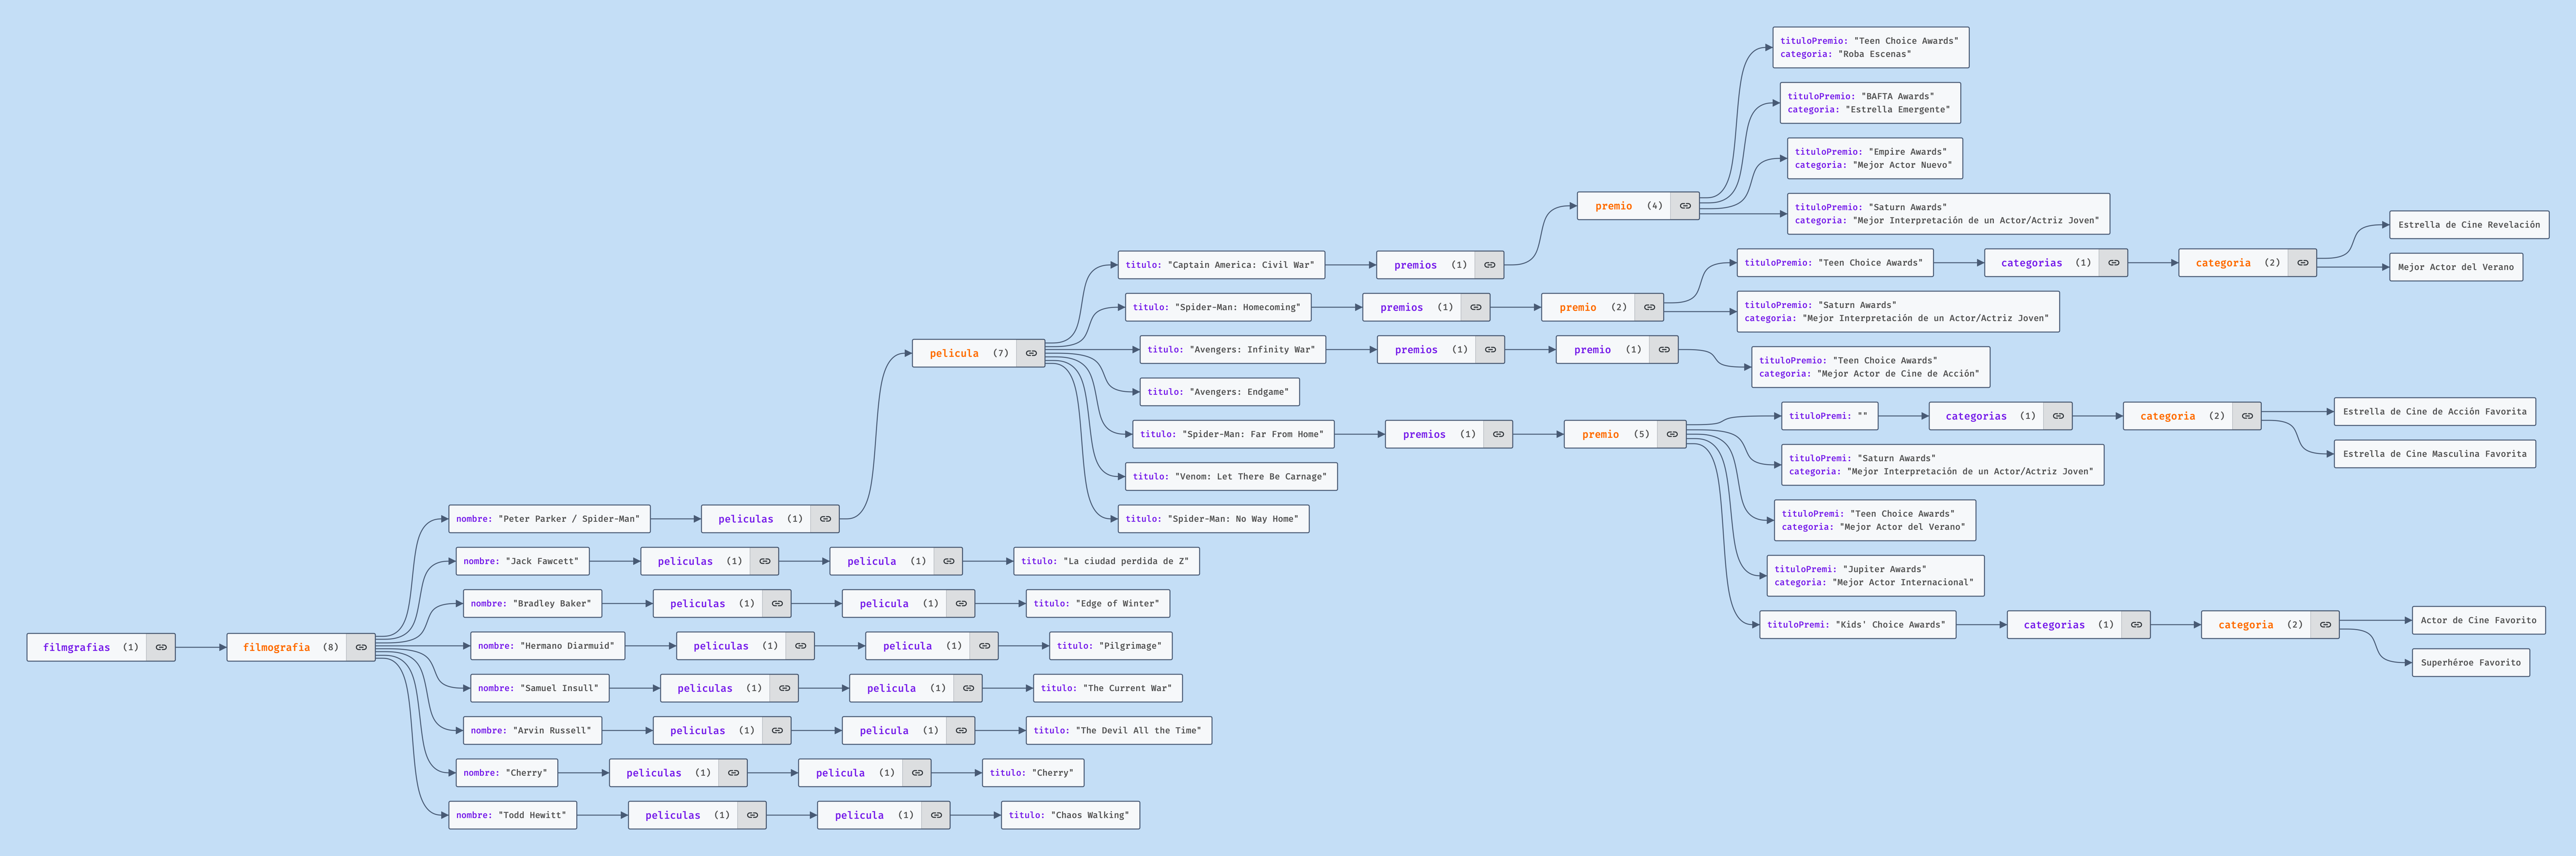 filmgrafias (1)
filmografia (8)
nombre: "Peter Parker / Spider-Man"
peliculas (1)
pelicula (7)
titulo: "Captain America: Civil War"
premios (1)
premio (4)
tituloPremio: "Teen Choice Awards"
categoria: "Roba Escenas"
tituloPremio: "BAFTA Awards"
categoria: "Estrella Emergente"
tituloPremio: "Empire Awards"
categoria: "Mejor Actor Nuevo"
tituloPremio: "Saturn Awards"
categoria: "Mejor Interpretación de un Actor/Actriz Joven"
titulo: "Spider-Man: Homecoming"
premios (1)
premio (2)
tituloPremio: "Teen Choice Awards"
categorias (1)
categoria (2)
Estrella de Cine Revelación
Mejor Actor del Verano
tituloPremio: "Saturn Awards"
categoria: "Mejor Interpretación de un Actor/Actriz Joven"
titulo: "Avengers: Infinity War"
premios (1)
premio (1)
tituloPremio: "Teen Choice Awards"
categoria: "Mejor Actor de Cine de Acción"
titulo: "Avengers: Endgame"
titulo: "Spider-Man: Far From Home"
premios (1)
premio (5)
tituloPremi: ""
categorias (1)
categoria (2)
Estrella de Cine de Acción Favorita
Estrella de Cine Masculina Favorita
tituloPremi: "Saturn Awards"
categoria: "Mejor Interpretación de un Actor/Actriz Joven"
tituloPremi: "Teen Choice Awards"
categoria: "Mejor Actor del Verano"
tituloPremi: "Jupiter Awards"
categoria: "Mejor Actor Internacional"
tituloPremi: "Kids' Choice Awards"
categorias (1)
categoria (2)
Actor de Cine Favorito
Superhéroe Favorito
titulo: "Venom: Let There Be Carnage"
titulo: "Spider-Man: No Way Home"
nombre: "Jack Fawcett"
peliculas (1)
pelicula (1)
titulo: "La ciudad perdida de Z"
nombre: "Bradley Baker"
peliculas (1)
pelicula (1)
titulo: "Edge of Winter"
nombre: "Hermano Diarmuid"
peliculas (1)
pelicula (1)
titulo: "Pilgrimage"
nombre: "Samuel Insull"
peliculas (1)
pelicula (1)
titulo: "The Current War"
nombre: "Arvin Russell"
peliculas (1)
pelicula (1)
titulo: "The Devil All the Time"
nombre: "Cherry"
peliculas (1)
pelicula (1)
titulo: "Cherry"
nombre: "Todd Hewitt"
peliculas (1)
pelicula (1)
titulo: "Chaos Walking"